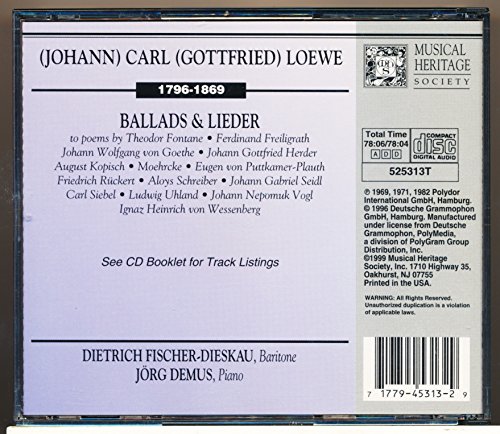 (JOHANN) CARL (GOTTFRIED) LOEWE
1796-1869
BALLADS & LIEDER
to poems by Theodor Fontane • Ferdinand Freiligrath
Johann Wolfgang von Goethe • Johann Gottfried Herder
August Kopisch • Moehrcke • Eugen von Puttkamer-Plauth
Friedrich Rückert • Aloys Schreiber • Johann Gabriel Seidl
Carl Siebel • Ludwig Uhland • Johann Nepomuk Vogl
Ignaz Heinrich von Wessenberg
See CD Booklet for Track Listings
DIETRICH FISCHER-DIESKAU, Baritone
JÖRG DEMUS, Piano
MUSICAL
HERITAGE
SOCIETY
Total Time
78:06/78:04
ADD
COMPACT
disc
DIGITAL AUDIO
525313T
℗ 1969, 1971, 1982 Polydor
International GmbH, Hamburg.
© 1996 Deutsche Grammophon
GmbH, Hamburg. Manufactured
under license from Deutsche
Grammophon, PolyMedia,
a division of PolyGram Group
Distribution, Inc.
©1999 Musical Heritage
Society, Inc. 1710 Highway 35,
Oakhurst, NJ 07755
Printed in the USA.
WARNING: All Rights Reserved.
Unauthorized duplication is a violation
of applicable laws.
7 17794-5313-2 9